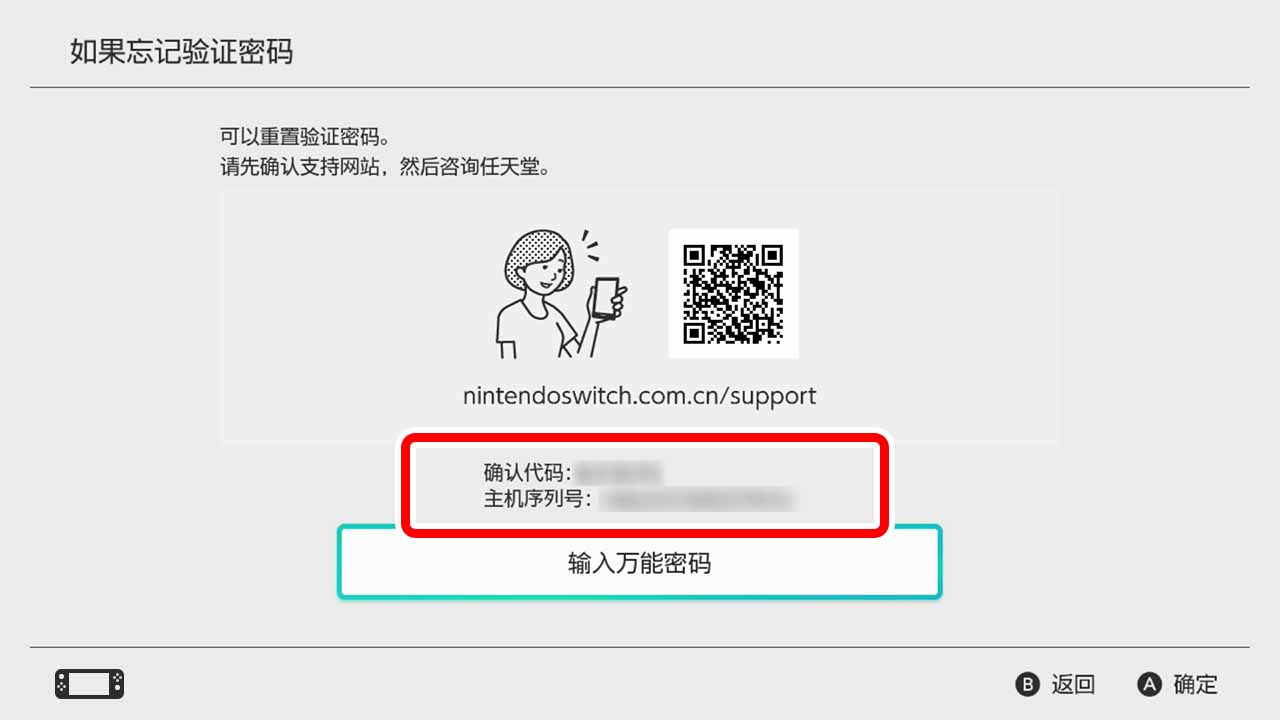 如果忘记验证密码
可以重置验证密码。
请先确认支持网站，然后咨询任天堂。
nintendoswitch.com.cn/support
确认代码：
主机序列号：
输入万能密码
B 返回 A 确定